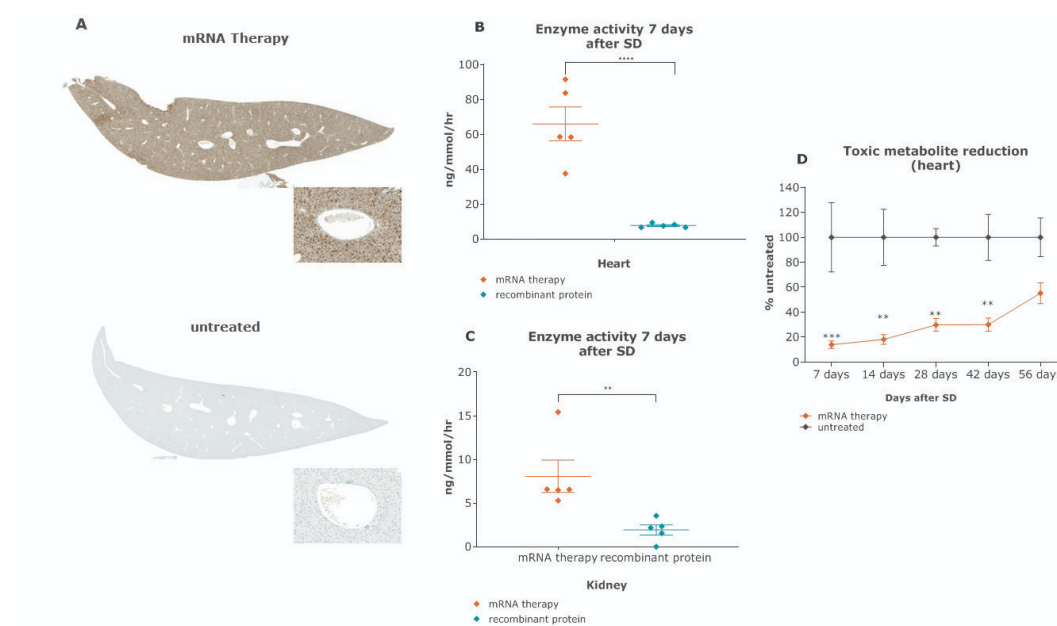 A
mRNA Therapy
untreated
B
Enzyme activity 7 days
after SD
****
100
80
60
40
20
0
ng/mmol/hr
Heart
mRNA therapy
recombinant protein
C
Enzyme activity 7 days
after SD
**
20
15
10
5
0
ng/mmol/hr
mRNA therapy recombinant protein
Kidney
mRNA therapy
recombinant protein
D
Toxic metabolite reduction
(heart)
140
120
100
80
60
40
20
0
% untreated
***
**
**
**
7 days 14 days 28 days 42 days 56 day
Days after SD
mRNA therapy
untreated